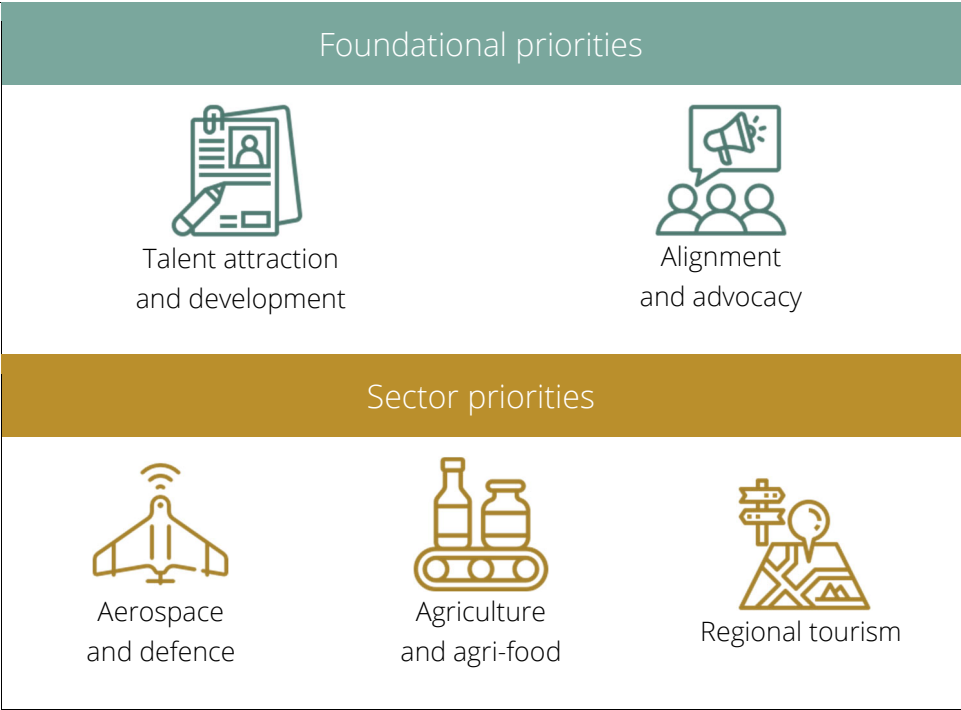 Foundational priorities
Talent attraction
and development
Alignment
and advocacy
Sector priorities
Aerospace
and defence
Agriculture
and agri-food
Regional tourism